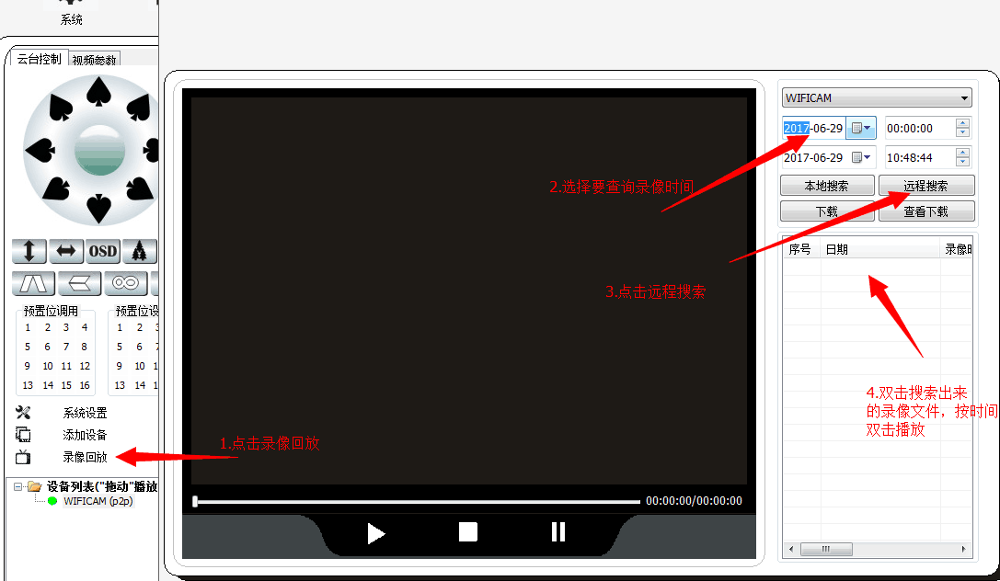 系统
云台控制 视频参数
OSD
预置位调用 预置位设
1 2 3 4 1 2 3
5 6 7 8 5 6 7
9 10 11 12 9 10 1
13 14 15 16 13 14 1
系统设置
添加设备
录像回放
设备列表("拖动"播放
WIFICAM (p2p)
1.点击录像回放
2.选择要查询录像时间
3.点击远程搜索
00:00:00/00:00:00
WIFICAM
2017-06-29 00:00:00
2017-06-29 10:48:44
本地搜索 远程搜索
下载 查看下载
序号 日期 录像时
4.双击搜索出来
的录像文件，按时间
双击播放